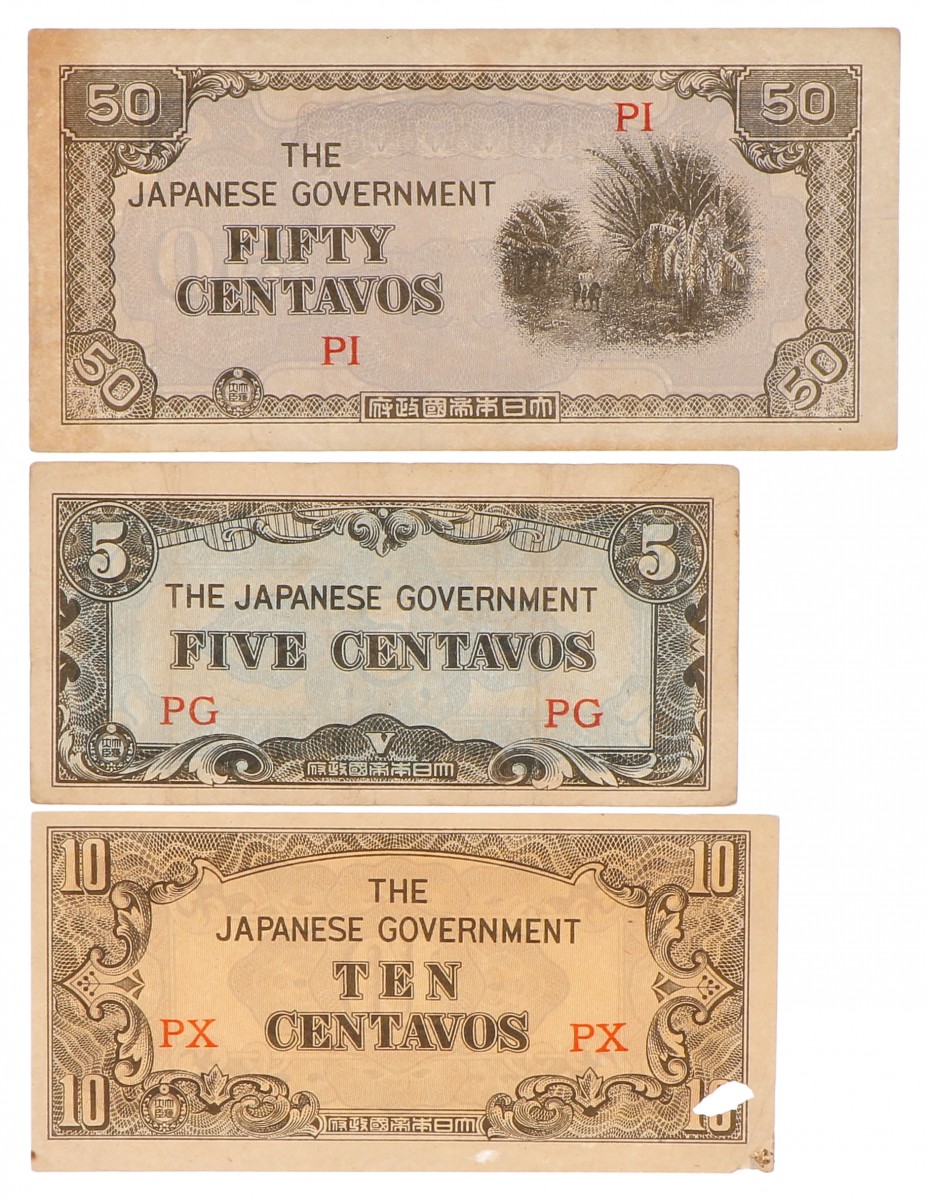 50 50
PI
THE
JAPANESE GOVERNMENT
FIFTY
CENTAVOS
PI
50 50
府政國帝本日大
5 5
THE JAPANESE GOVERNMENT
FIVE CENTAVOS
PG PG
V
府政國帝本日大
10 10
THE
JAPANESE GOVERNMENT
TEN
CENTAVOS
PX PX
10 10
府政國帝本日大